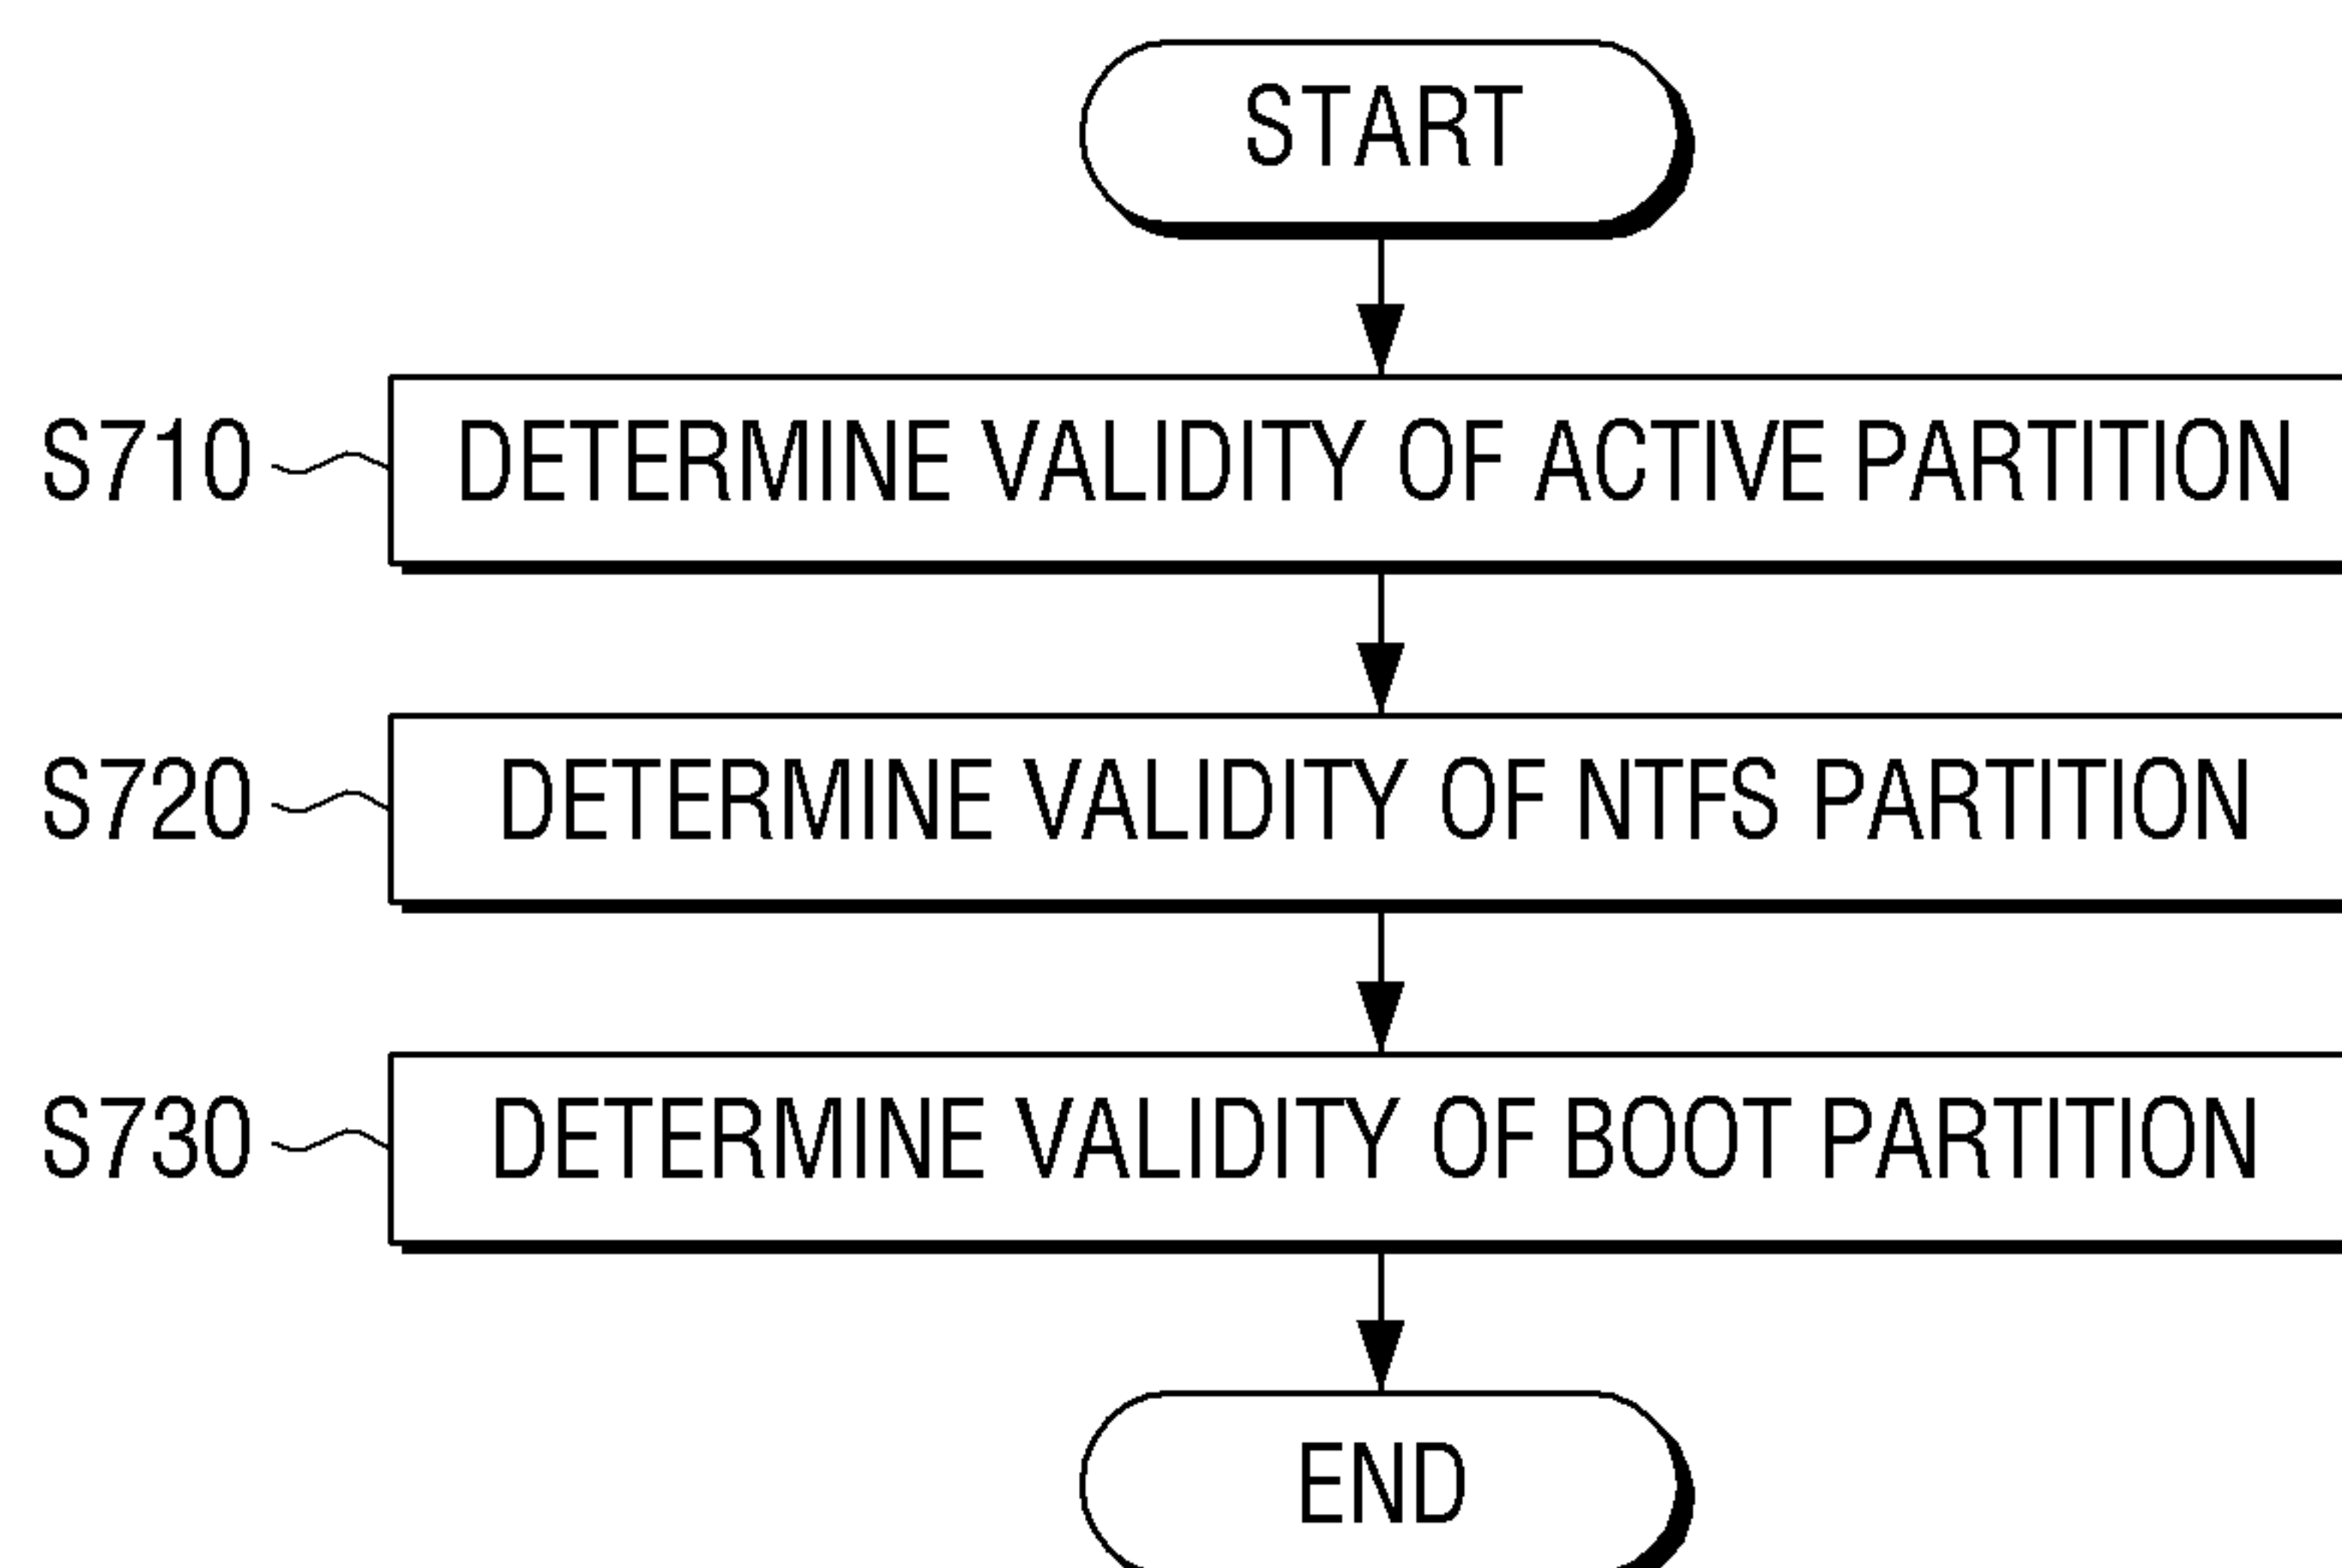 START
S710 DETERMINE VALIDITY OF ACTIVE PARTITION
S720 DETERMINE VALIDITY OF NTFS PARTITION
S730 DETERMINE VALIDITY OF BOOT PARTITION
END